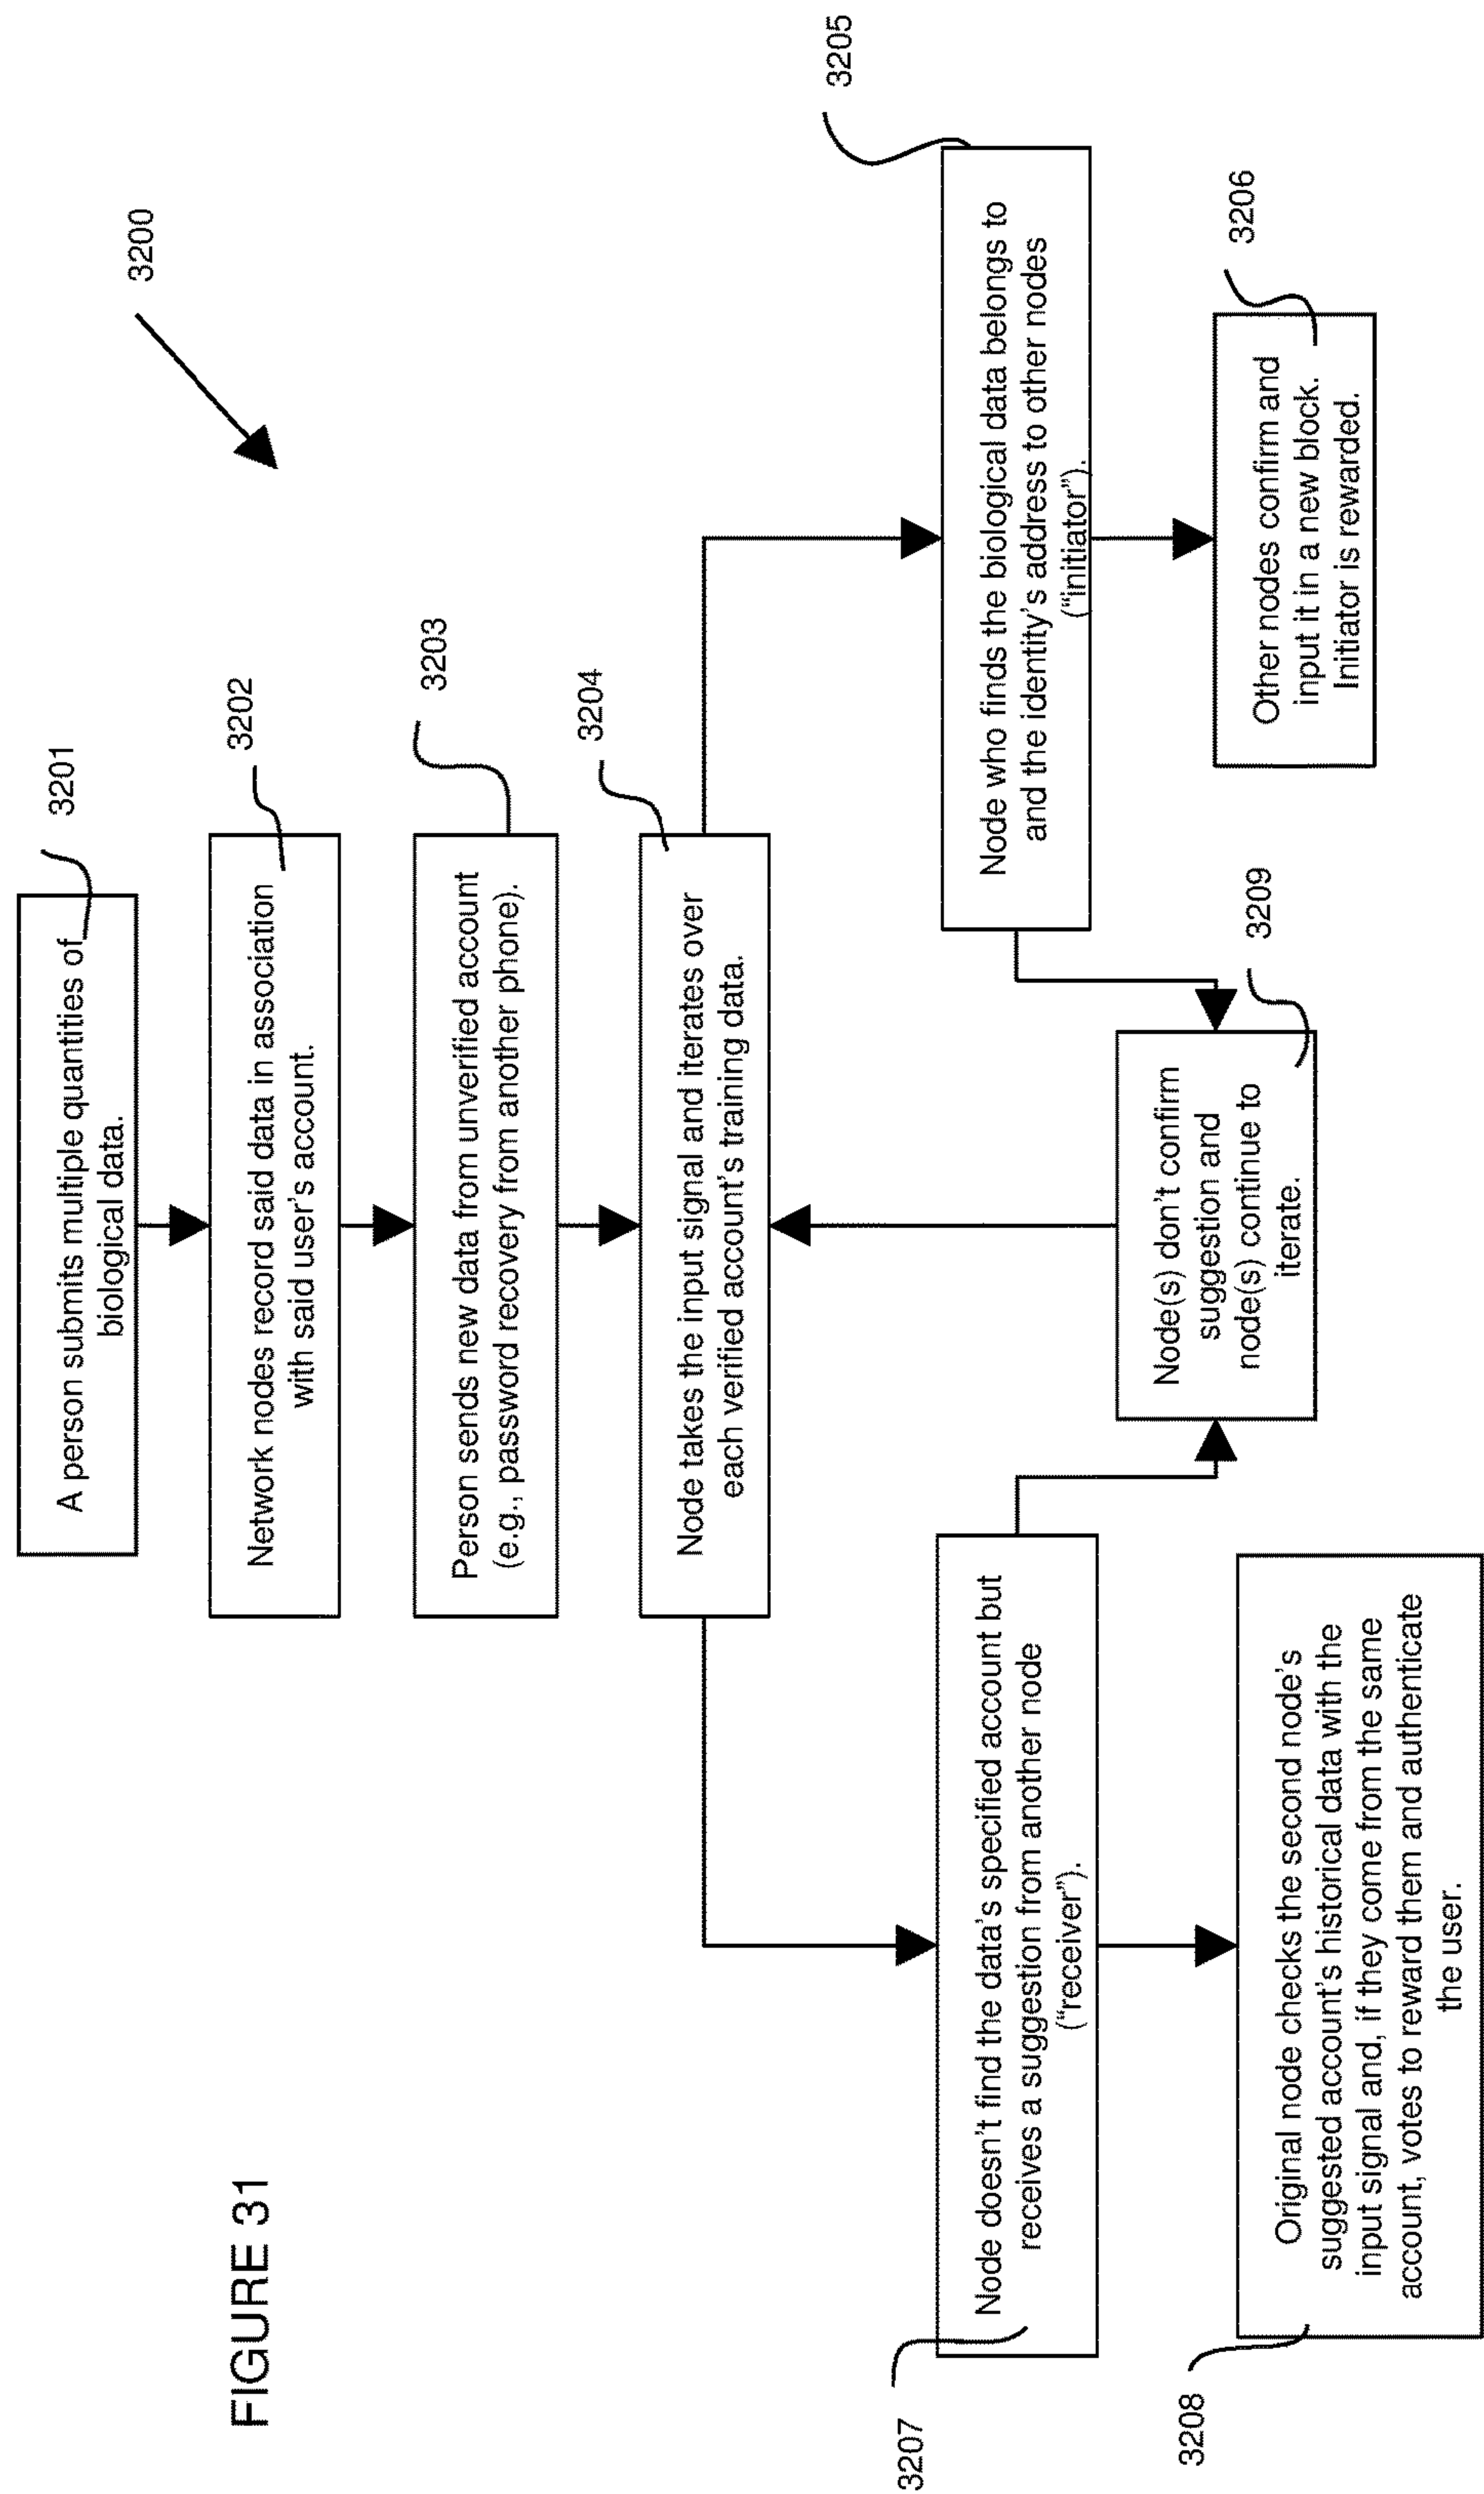 FIGURE 31
3200
3201
A person submits multiple quantities of
biological data.
3202
Network nodes record said data in association
with said user's account.
3203
Person sends new data from unverified account
(e.g., password recovery from another phone).
3204
Node takes the input signal and iterates over
each verified account's training data.
3207
Node doesn't find the data's specified account but
receives a suggestion from another node
("receiver").
3205
Node who finds the biological data belongs to
and the identity's address to other nodes
("initiator").
3209
Node(s) don't confirm
suggestion and
node(s) continue to
iterate.
3208
Original node checks the second node's
suggested account's historical data with the
input signal and, if they come from the same
account, votes to reward them and authenticate
the user.
3206
Other nodes confirm and
input it in a new block.
Initiator is rewarded.